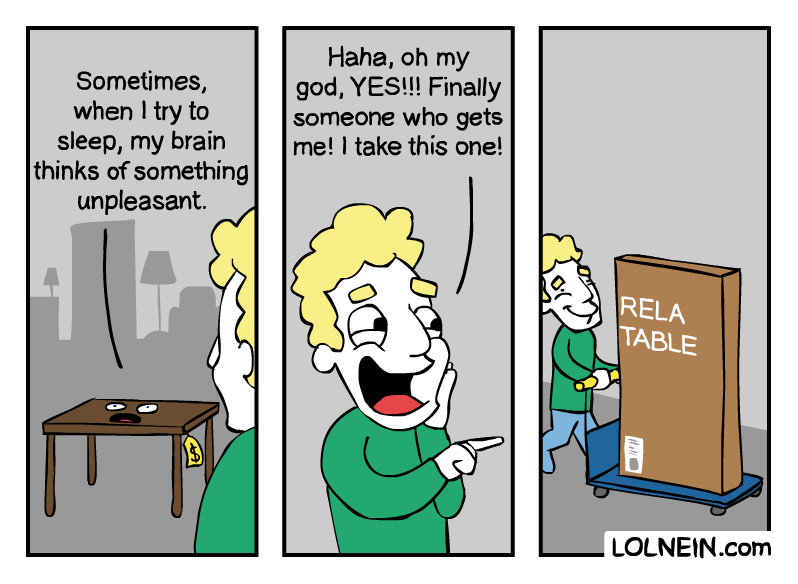 Sometimes,
when I try to
sleep, my brain
thinks of something
unpleasant.
$
Haha, oh my
god, YES!!! Finally
someone who gets
me! I take this one!
RELA
TABLE
LOLNEIN.com